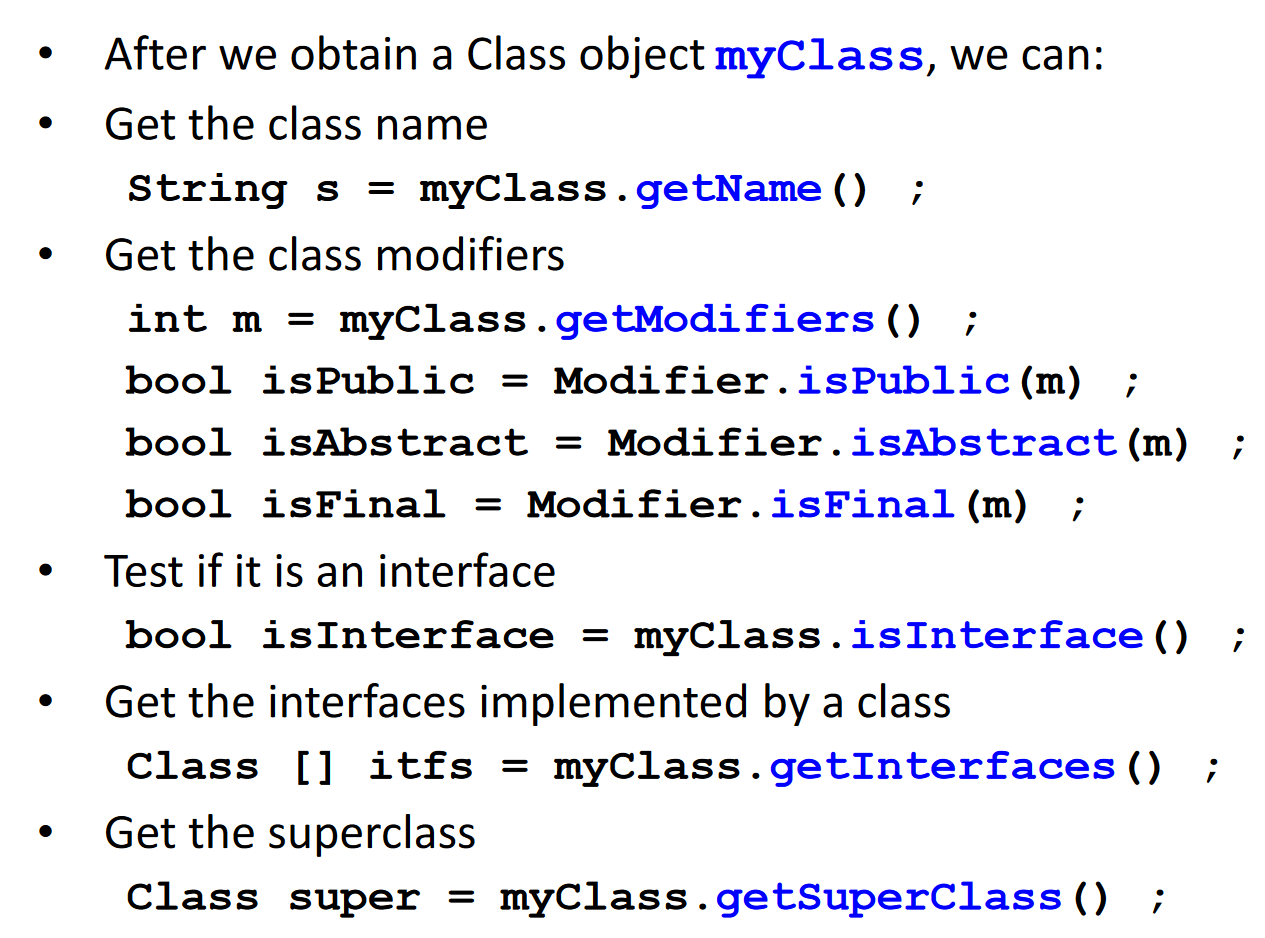 • After we obtain a Class object myClass, we can:
• Get the class name
String s = myClass.getName() ;
• Get the class modifiers
int m = myClass.getModifiers() ;
bool isPublic = Modifier.isPublic(m) ;
bool isAbstract = Modifier.isAbstract(m) ;
bool isFinal = Modifier.isFinal(m) ;
• Test if it is an interface
bool isInterface = myClass.isInterface() ;
• Get the interfaces implemented by a class
Class [] itfs = myClass.getInterfaces() ;
• Get the superclass
Class super = myClass.getSuperClass() ;